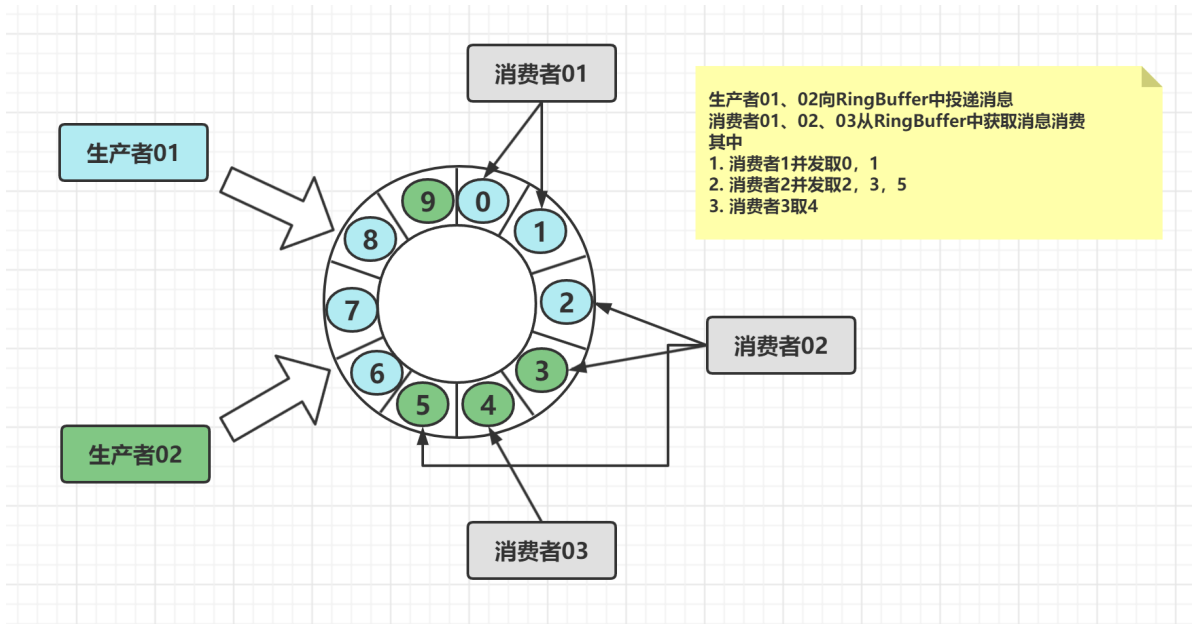 消费者01
生产者01、02向RingBuffer中投递消息
消费者01、02、03从RingBuffer中获取消息消费
其中
1. 消费者1并发取0，1
2. 消费者2并发取2，3，5
3. 消费者3取4
生产者01
9
0
8
1
7
2
消费者02
6
3
5
4
生产者02
消费者03